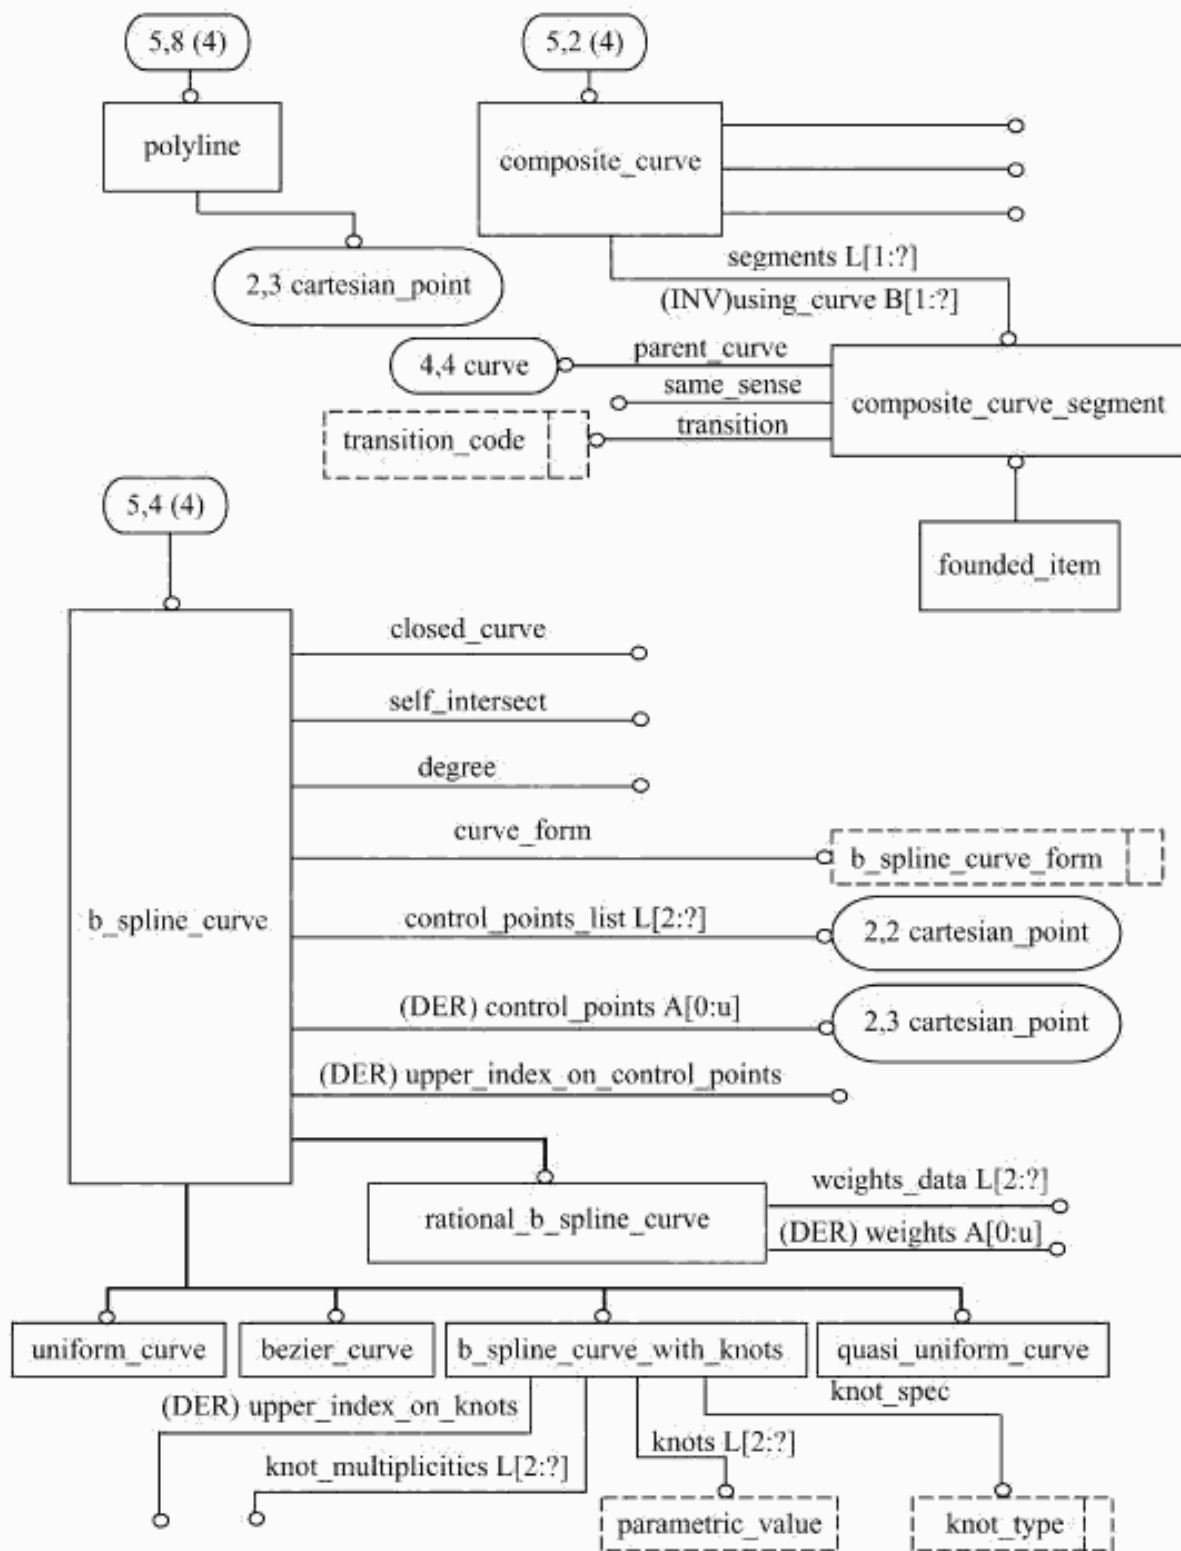 5,8 (4)
5,2 (4)
polyline
composite_curve
2,3 cartesian_point
segments L[1:?]
(INV)using_curve B[1:?]
4,4 curve
parent_curve
same_sense
transition_code
transition
composite_curve_segment
5,4 (4)
founded_item
closed_curve
self_intersect
degree
curve_form
b_spline_curve_form
b_spline_curve
control_points_list L[2:?]
2,2 cartesian_point
(DER) control_points A[0:u]
2,3 cartesian_point
(DER) upper_index_on_control_points
weights_data L[2:?]
rational_b_spline_curve
(DER) weights A[0:u]
uniform_curve
bezier_curve
b_spline_curve_with_knots
quasi_uniform_curve
(DER) upper_index_on_knots
knot_spec
knots L[2:?]
knot_multiplicities L[2:?]
parametric_value
knot_type